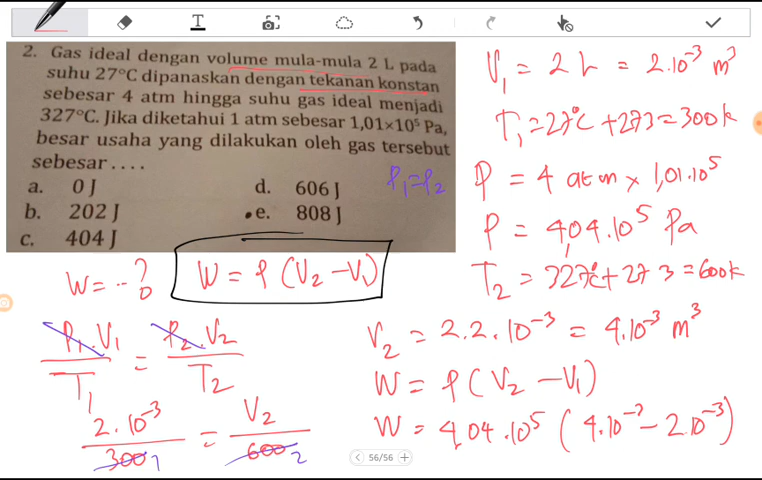 2. Gas ideal dengan volume mula-mula 2 L pada
suhu 27°C dipanaskan dengan tekanan konstan
sebesar 4 atm hingga suhu gas ideal menjadi
327°C. Jika diketahui 1 atm sebesar 1,01×10⁵ Pa,
besar usaha yang dilakukan oleh gas tersebut
sebesar . . . .
a. 0 J
b. 202 J
c. 404 J
d. 606 J
e. 808 J
P₁=P₂
W = ..?
W = P (V₂ – V₁)
P₁.V₁/T₁ = P₂.V₂/T₂
2.10⁻³/300 1 = V₂/600 2
V₁ = 2 L = 2.10⁻³ m³
T₁ = 27°C + 273 = 300 K
P = 4 atm × 1,01.10⁵
P = 4,04.10⁵ Pa
T₂ = 327°C + 273 = 600 K
V₂ = 2.2.10⁻³ = 4.10⁻³ m³
W = P (V₂ – V₁)
W = 4,04.10⁵ (4.10⁻³ – 2.10⁻³)
56/56